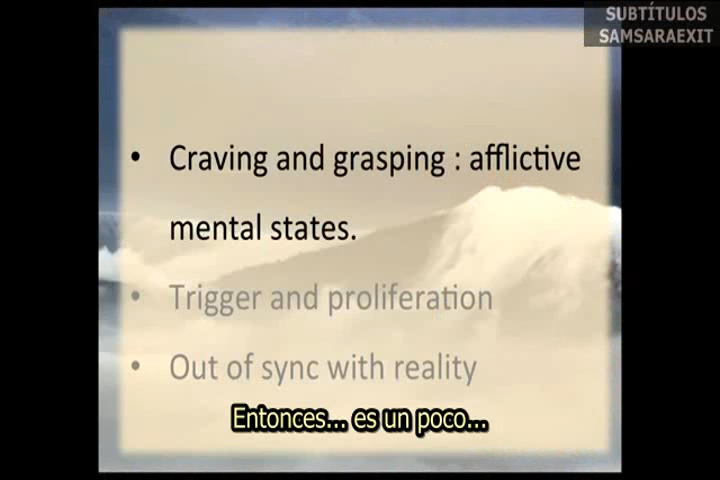 SUBTÍTULOS
SAMSARAEXIT
• Craving and grasping : afflictive
mental states.
• Trigger and proliferation
• Out of sync with reality
Entonces... es un poco...